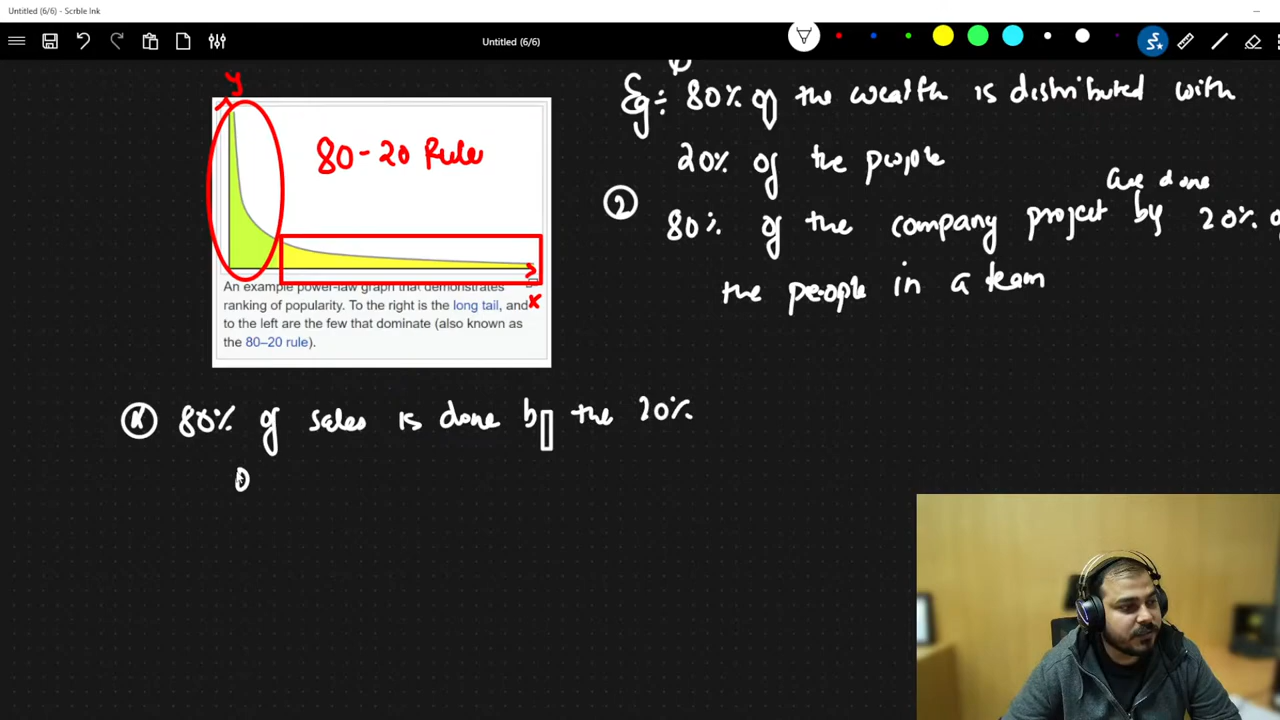 Untitled (6/6) - Scrble Ink
Untitled (6/6)
y
80-20 Rule
x
An example power-law graph that demonstrates
ranking of popularity. To the right is the long tail, and
to the left are the few that dominate (also known as
the 80–20 rule).
Eg ÷ 80% of the wealth is distributed with
20% of the people
are done
② 80% of the company project by 20% of
the people in a team
80% of sales is done by the 20%